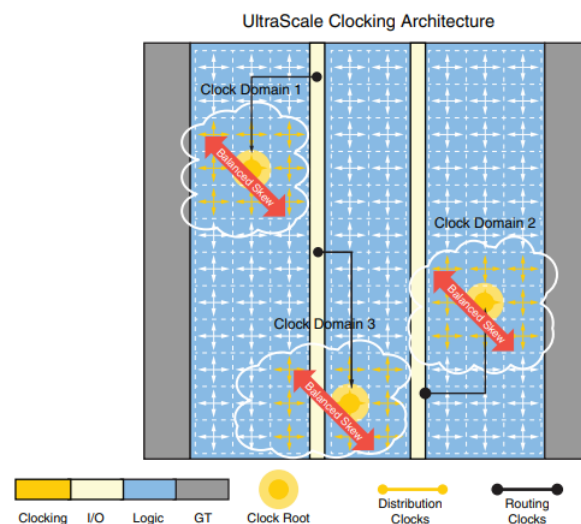 UltraScale Clocking Architecture
Clock Domain 1
Balanced Skew
Clock Domain 2
Balanced Skew
Clock Domain 3
Balanced Skew
Clocking
I/O
Logic
GT
Clock Root
Distribution
Clocks
Routing
Clocks